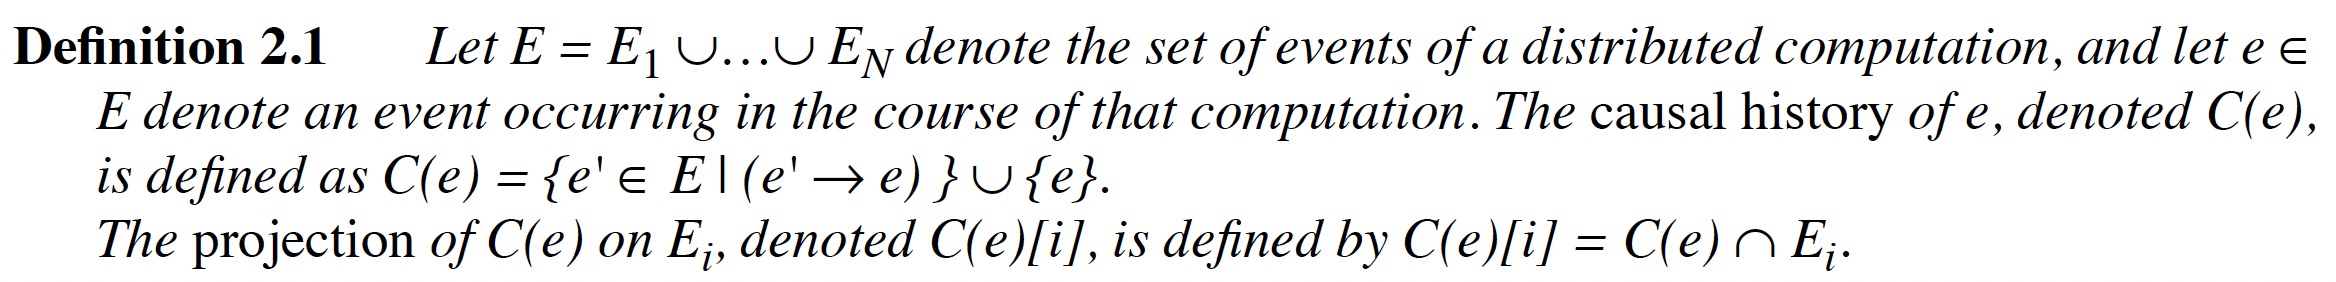 Definition 2.1 Let E = E₁ ∪...∪ E_N denote the set of events of a distributed computation, and let e ∈
E denote an event occurring in the course of that computation. The causal history of e, denoted C(e),
is defined as C(e) = {e' ∈ E | (e' → e) } ∪ {e}.
The projection of C(e) on Eᵢ, denoted C(e)[i], is defined by C(e)[i] = C(e) ∩ Eᵢ.